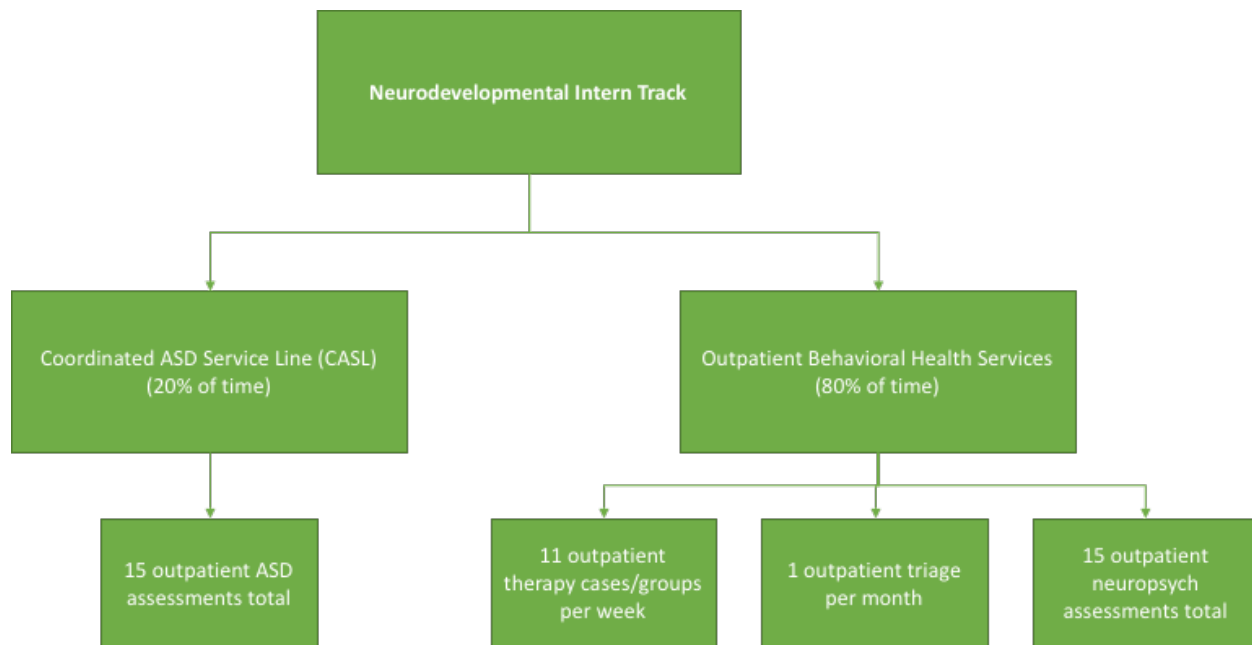 Neurodevelopmental Intern Track
Coordinated ASD Service Line (CASL)
(20% of time)
Outpatient Behavioral Health Services
(80% of time)
15 outpatient ASD
assessments total
11 outpatient
therapy cases/groups
per week
1 outpatient triage
per month
15 outpatient
neuropsych
assessments total